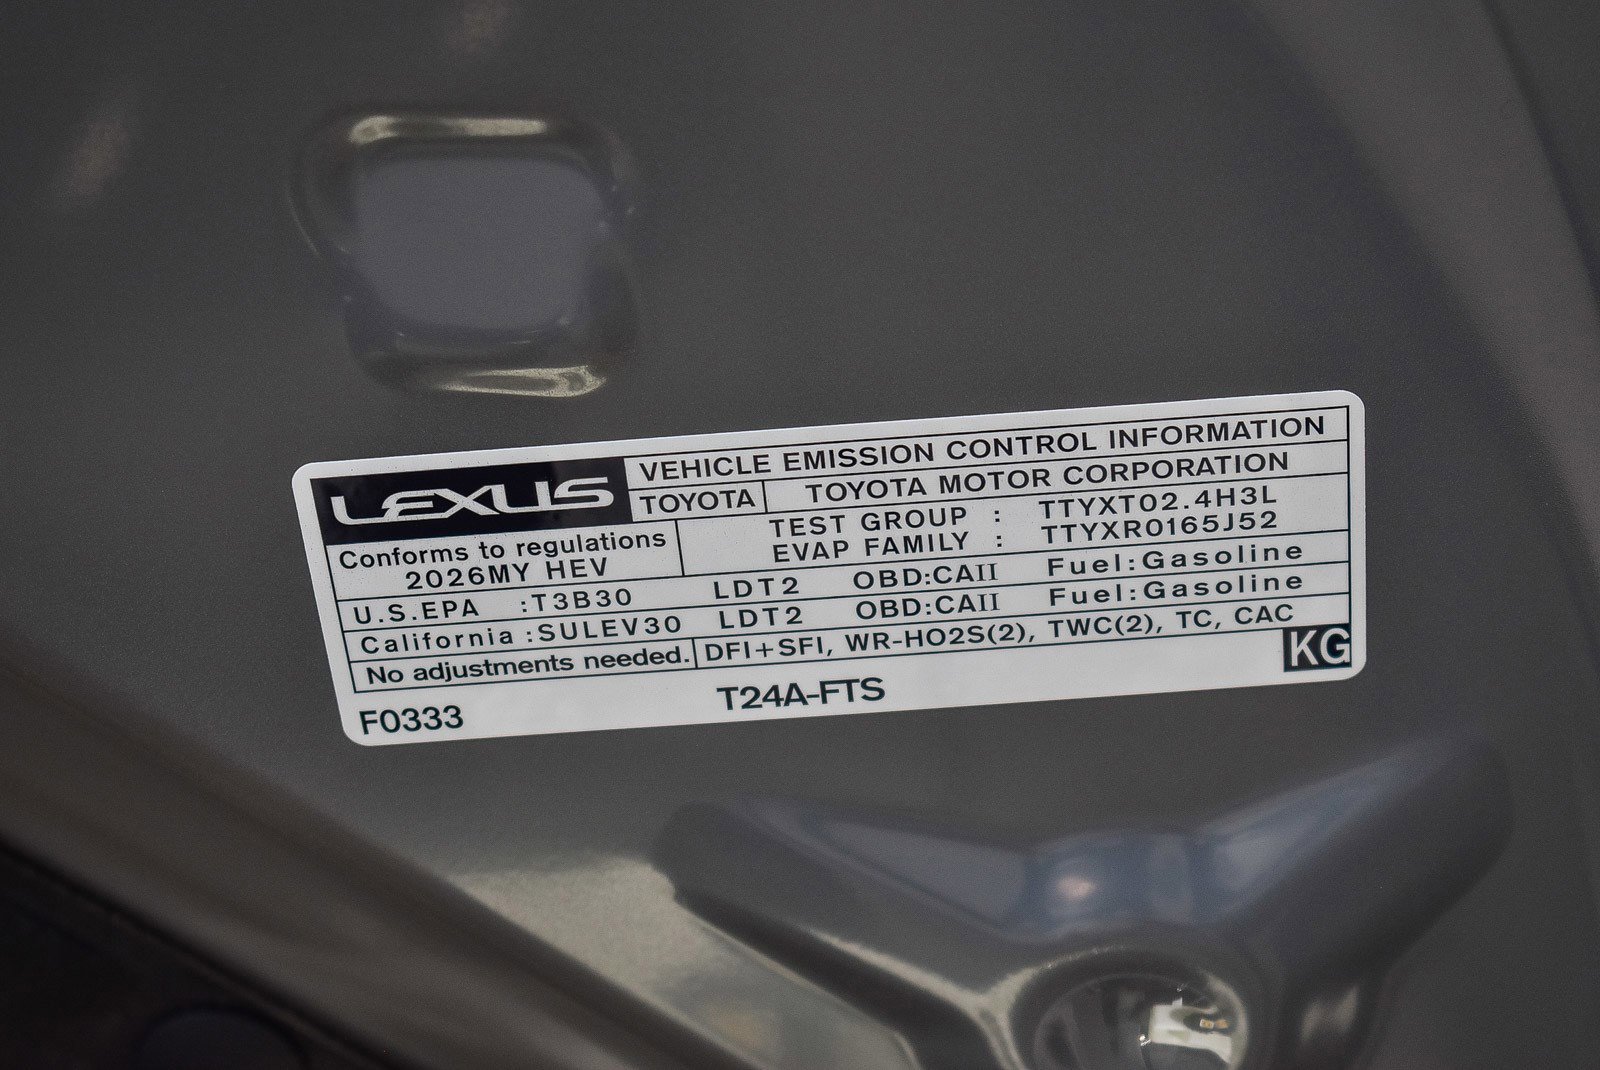 LEXUS
VEHICLE EMISSION CONTROL INFORMATION
TOYOTA TOYOTA MOTOR CORPORATION
Conforms to regulations
2026MY HEV
TEST GROUP : TTYXT02.4H3L
EVAP FAMILY : TTYXR0165J52
U.S.EPA :T3B30 LDT2 OBD:CAII Fuel:Gasoline
California :SULEV30 LDT2 OBD:CAII Fuel:Gasoline
No adjustments needed. DFI+SFI, WR-HO2S(2), TWC(2), TC, CAC
KG
F0333 T24A-FTS